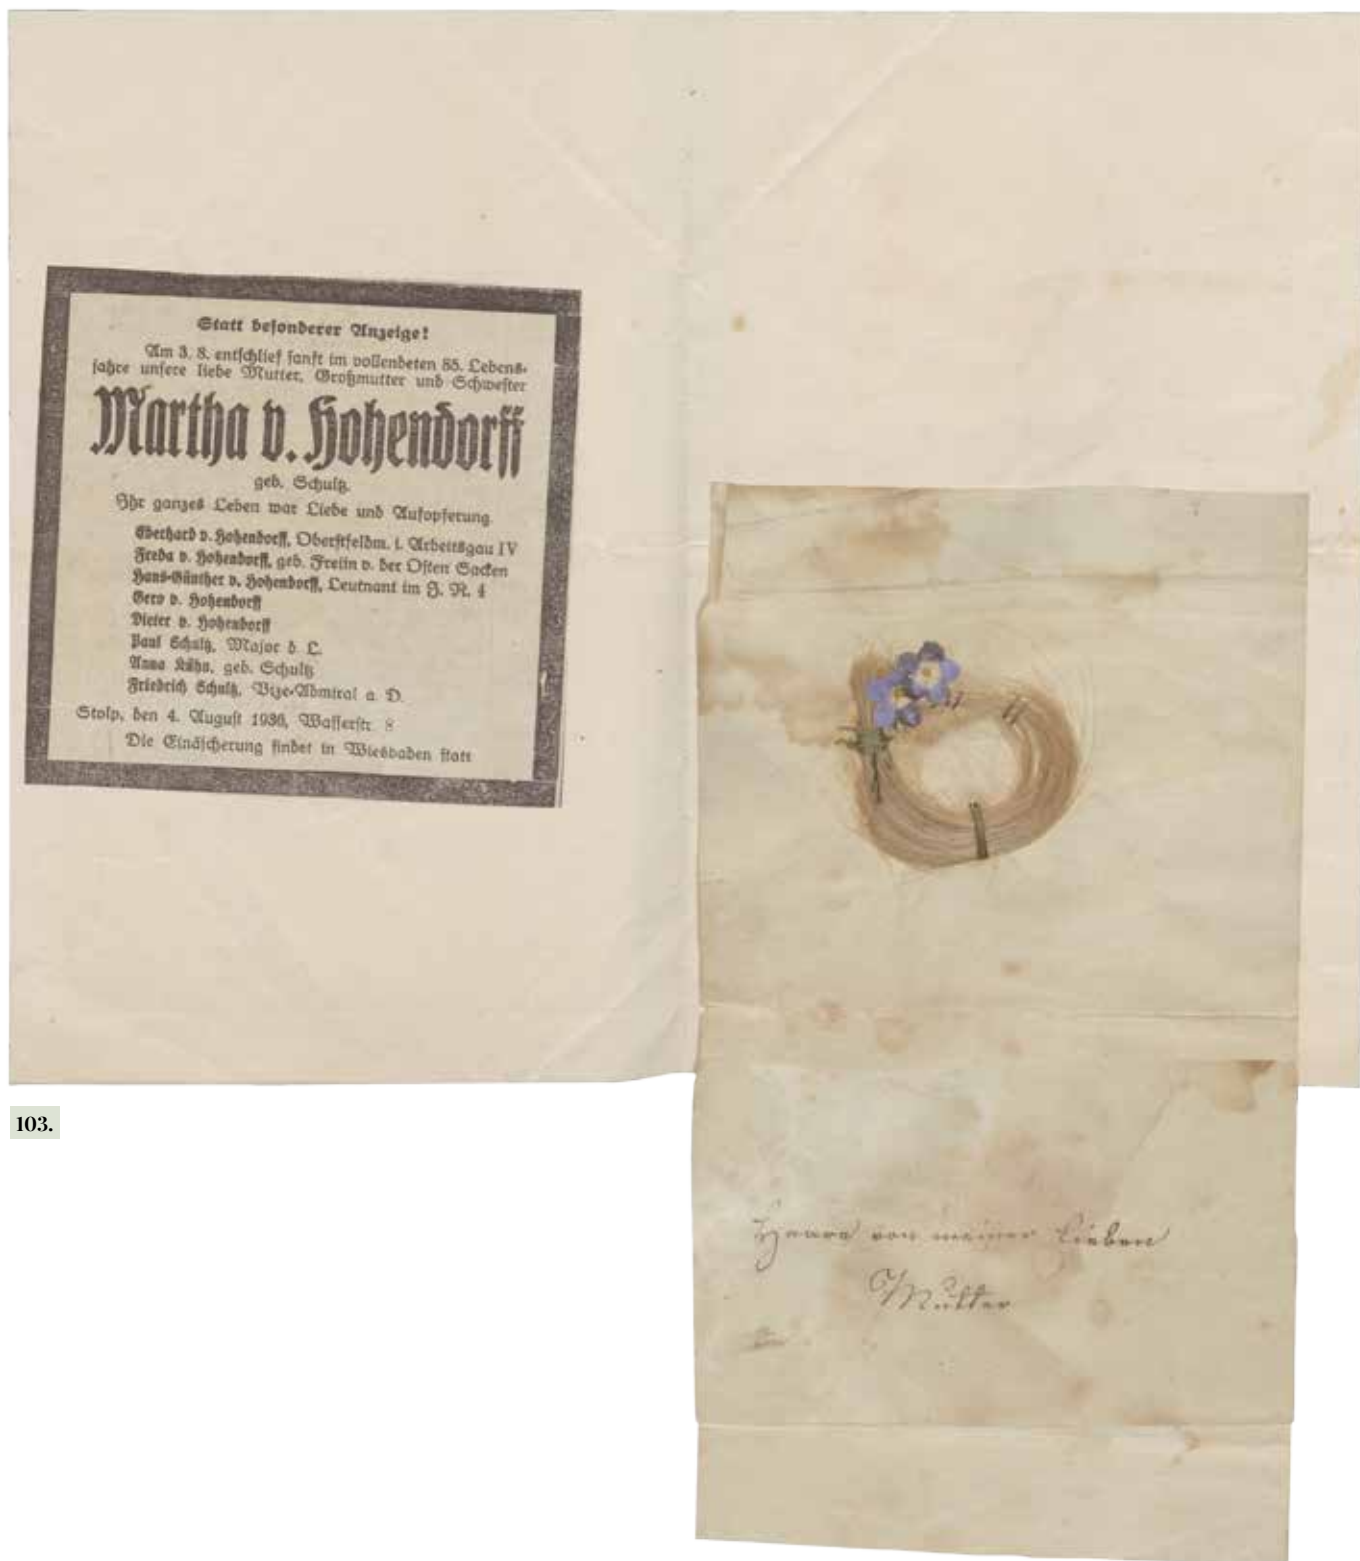 Statt besonderer Anzeige!
Am 3. 8. entschlief sanft im vollendeten 85. Lebens-
jahre unsere liebe Mutter, Großmutter und Schwester
Martha v. Hohendorff
geb. Schultz.
Ihr ganzes Leben war Liebe und Aufopferung
Eberhard v. Hohendorff, Oberstfeldm. i. Arbeitsgau IV
Freda v. Hohendorff, geb. Freiin v. der Osten Sacken
Hans-Günther v. Hohendorff, Leutnant im J. R. 4
Gero v. Hohendorff
Dieter v. Hohendorff
Paul Schultz, Major d. L.
Anna Kühn, geb. Schultz
Friedrich Schultz, Vize-Admiral a. D.
Stolp, den 4. August 1936, Wasserstr. 8
Die Einäscherung findet in Wiesbaden statt
103.
Haare von meiner lieben
Mutter